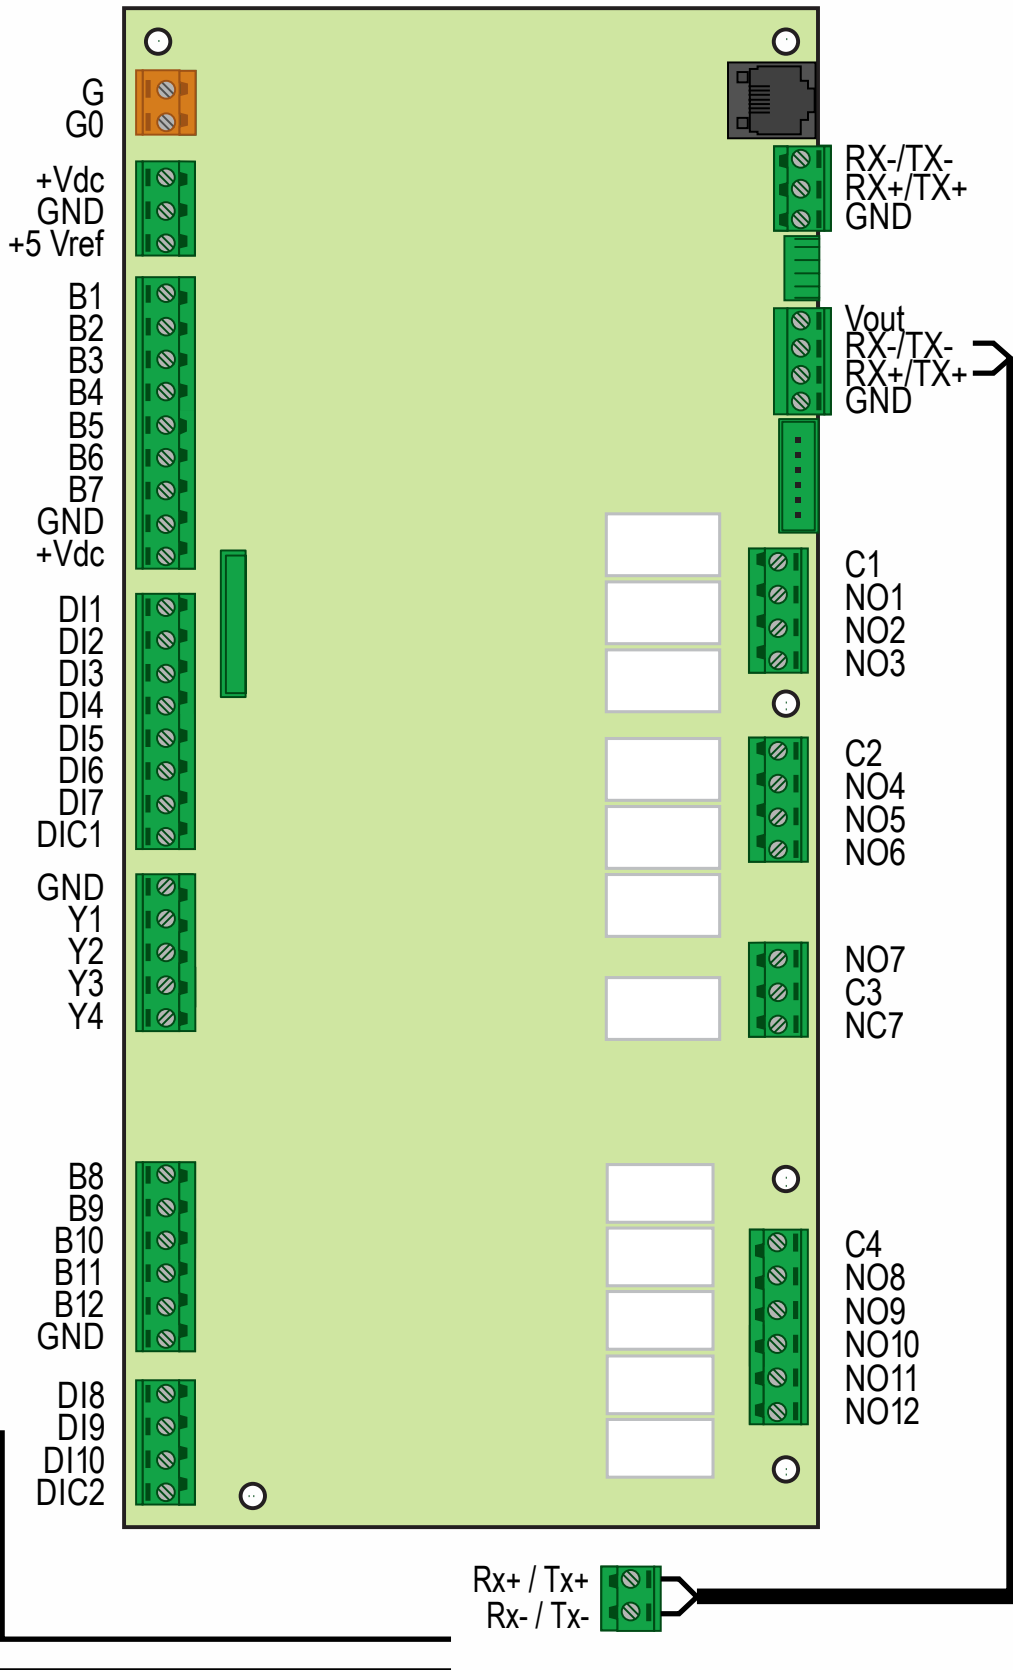 G
G0
+Vdc
GND
+5 Vref
B1
B2
B3
B4
B5
B6
B7
GND
+Vdc
DI1
DI2
DI3
DI4
DI5
DI6
DI7
DIC1
GND
Y1
Y2
Y3
Y4
B8
B9
B10
B11
B12
GND
DI8
DI9
DI10
DIC2
RX-/TX-
RX+/TX+
GND
Vout
RX-/TX-
RX+/TX+
GND
C1
NO1
NO2
NO3
C2
NO4
NO5
NO6
NO7
C3
NC7
C4
NO8
NO9
NO10
NO11
NO12
Rx+ / Tx+
Rx- / Tx-